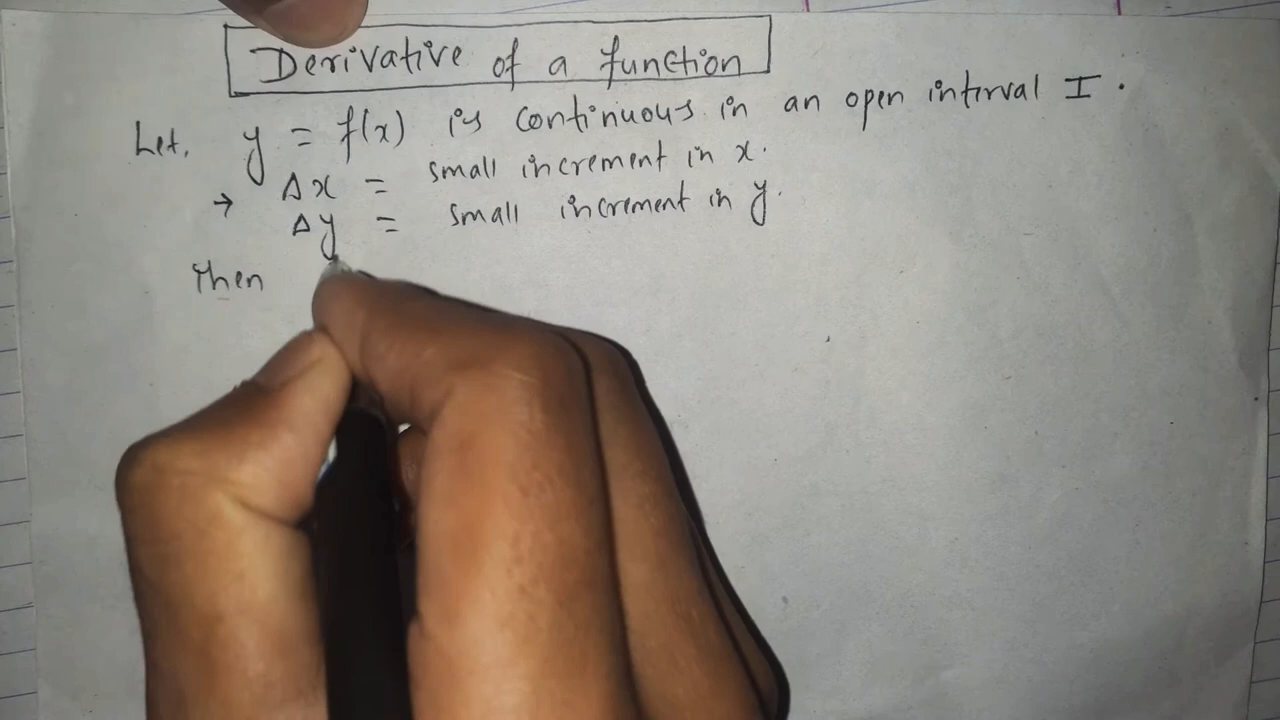 Derivative of a function
Let, y = f(x) is continuous in an open interval I.
→ Δx = small increment in x.
Δy = small increment in y.
Then